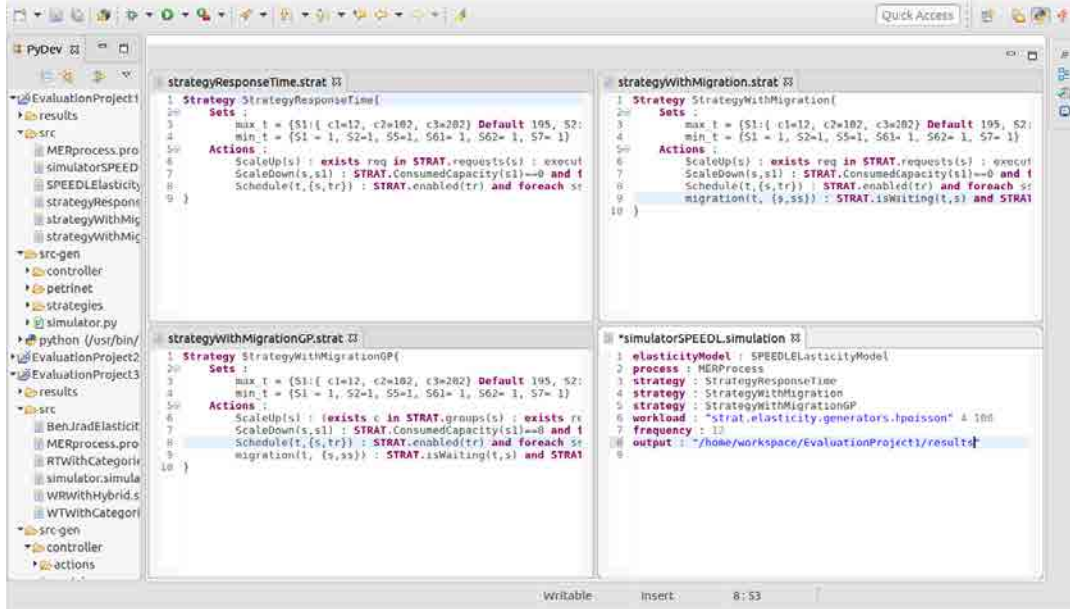 Quick Access
PyDev
EvaluationProject1
results
src
MERprocess.pro
simulatorSPEED
SPEEDLElasticity
strategyRespons
strategyWithMig
strategyWithMig
src-gen
controller
petrinet
strategies
simulator.py
python (/usr/bin/
EvaluationProject2
EvaluationProject3
results
src
BenJradElasticit
MERprocess.pro
RTWithCategorie
simulator.simula
WRWithHybrid.s
WTWithCategori
src-gen
controller
actions
strategyResponseTime.strat
1 Strategy StrategyResponseTime{
2 Sets :
3 max_t = {S1:{ c1=12, c2=102, c3=202} Default 195, S2:
4 min_t = {S1 = 1, S2=1, S5=1, S61= 1, S62= 1, S7= 1}
5 Actions :
6 ScaleUp(s) : exists req in STRAT.requests(s) : execut
7 ScaleDown(s,s1) : STRAT.ConsumedCapacity(s1)==0 and f
8 Schedule(t,{s,tr}) : STRAT.enabled(tr) and foreach s
9 }
strategyWithMigration.strat
1 Strategy StrategyWithMigration{
2 Sets :
3 max_t = {S1:{ c1=12, c2=102, c3=202} Default 195, S2:
4 min_t = {S1 = 1, S2=1, S5=1, S61= 1, S62= 1, S7= 1}
5 Actions :
6 ScaleUp(s) : exists req in STRAT.requests(s) : execut
7 ScaleDown(s,s1) : STRAT.ConsumedCapacity(s1)==0 and f
8 Schedule(t,{s,tr}) : STRAT.enabled(tr) and foreach s
9 migration(t, {s,ss}) : STRAT.isWaiting(t,s) and STRAT
10 }
strategyWithMigrationGP.strat
1 Strategy StrategyWithMigrationGP{
2 Sets :
3 max_t = {S1:{ c1=12, c2=102, c3=202} Default 195, S2:
4 min_t = {S1 = 1, S2=1, S5=1, S61= 1, S62= 1, S7= 1}
5 Actions :
6 ScaleUp(s) : (exists c in STRAT.groups(s) : exists re
7 ScaleDown(s,s1) : STRAT.ConsumedCapacity(s1)==0 and f
8 Schedule(t,{s,tr}) : STRAT.enabled(tr) and foreach s
9 migration(t, {s,ss}) : STRAT.isWaiting(t,s) and STRAT
10 }
*simulatorSPEEDL.simulation
1 elasticityModel : SPEEDLELasticityModel
2 process : MERProcess
3 strategy : StrategyResponseTime
4 strategy : StrategyWithMigration
5 strategy : StrategyWithMigrationGP
6 workload : "strat.elasticity.generators.hpoisson" 4 100
7 frequency : 12
8 output : "/home/workspace/EvaluationProject1/results"
9
Writable
Insert
8:53